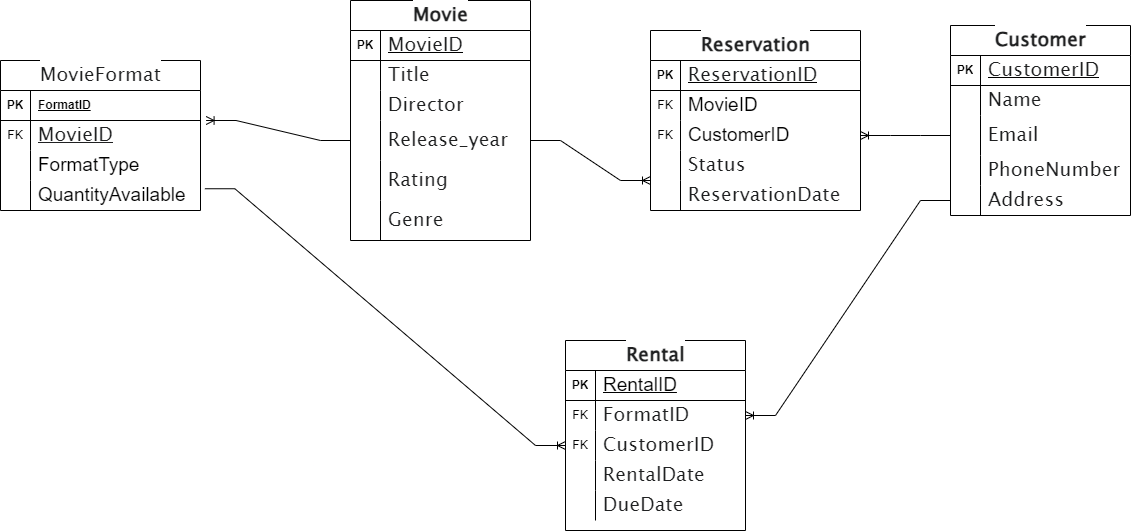 MovieFormat
PK FormatID
FK MovieID
FormatType
QuantityAvailable
Movie
PK MovieID
Title
Director
Release_year
Rating
Genre
Reservation
PK ReservationID
FK MovieID
FK CustomerID
Status
ReservationDate
Customer
PK CustomerID
Name
Email
PhoneNumber
Address
Rental
PK RentalID
FK FormatID
FK CustomerID
RentalDate
DueDate